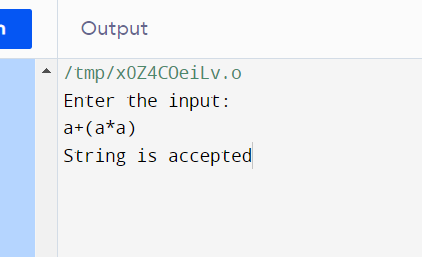 n
Output
/tmp/xOZ4COeiLv.o
Enter the input:
a+(a*a)
String is accepted